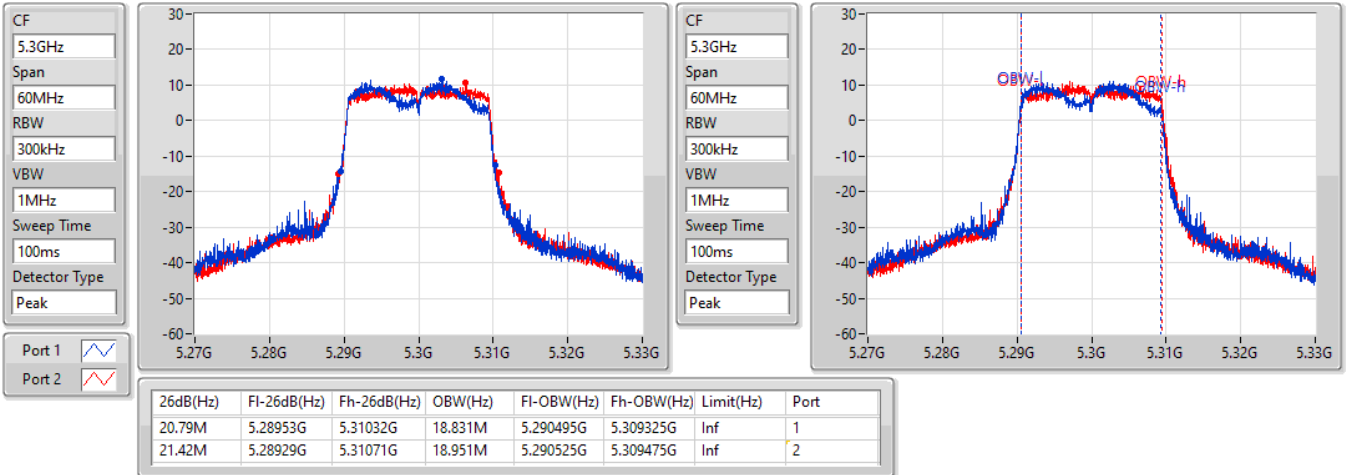 CF
5.3GHz
Span
60MHz
RBW
300kHz
VBW
1MHz
Sweep Time
100ms
Detector Type
Peak
30
20
10
0
-10
-20
-30
-40
-50
-60
5.27G 5.28G 5.29G 5.3G 5.31G 5.32G 5.33G
CF
5.3GHz
Span
60MHz
RBW
300kHz
VBW
1MHz
Sweep Time
100ms
Detector Type
Peak
30
20
10
0
-10
-20
-30
-40
-50
-60
OBW-l
OBW-h
OBW-h
5.27G 5.28G 5.29G 5.3G 5.31G 5.32G 5.33G
Port 1
Port 2
26dB(Hz) Fl-26dB(Hz) Fh-26dB(Hz) OBW(Hz) Fl-OBW(Hz) Fh-OBW(Hz) Limit(Hz) Port
20.79M 5.28953G 5.31032G 18.831M 5.290495G 5.309325G Inf 1
21.42M 5.28929G 5.31071G 18.951M 5.290525G 5.309475G Inf 2